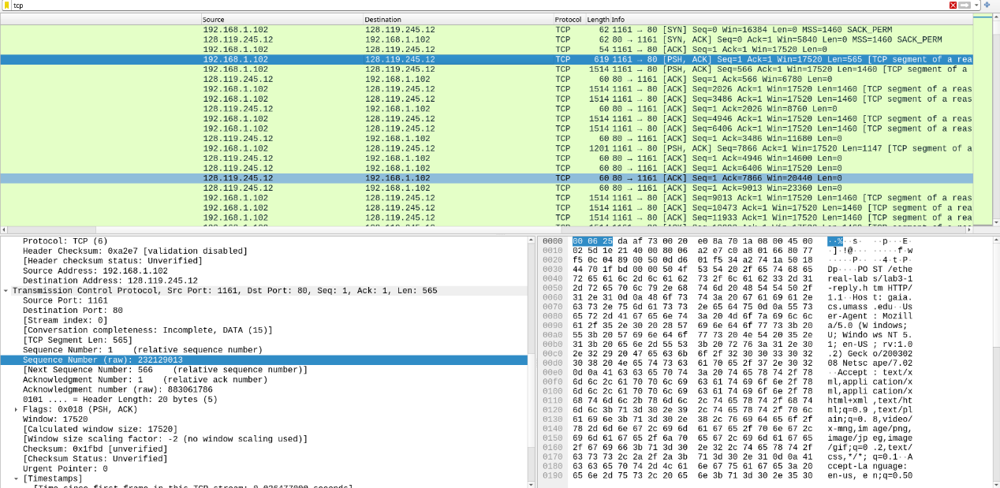 tcp
Source Destination Protocol Length Info
192.168.1.102 128.119.245.12 TCP 62 1161 → 80 [SYN] Seq=0 Win=16384 Len=0 MSS=1460 SACK_PERM
128.119.245.12 192.168.1.102 TCP 62 80 → 1161 [SYN, ACK] Seq=0 Ack=1 Win=5840 Len=0 MSS=1460 SACK_PERM
192.168.1.102 128.119.245.12 TCP 54 1161 → 80 [ACK] Seq=1 Ack=1 Win=17520 Len=0
192.168.1.102 128.119.245.12 TCP 619 1161 → 80 [PSH, ACK] Seq=1 Ack=1 Win=17520 Len=565 [TCP segment of a rea
192.168.1.102 128.119.245.12 TCP 1514 1161 → 80 [PSH, ACK] Seq=566 Ack=1 Win=17520 Len=1460 [TCP segment of a
128.119.245.12 192.168.1.102 TCP 60 80 → 1161 [ACK] Seq=1 Ack=566 Win=6780 Len=0
192.168.1.102 128.119.245.12 TCP 1514 1161 → 80 [ACK] Seq=2026 Ack=1 Win=17520 Len=1460 [TCP segment of a reas
192.168.1.102 128.119.245.12 TCP 1514 1161 → 80 [ACK] Seq=3486 Ack=1 Win=17520 Len=1460 [TCP segment of a reas
128.119.245.12 192.168.1.102 TCP 60 80 → 1161 [ACK] Seq=1 Ack=2026 Win=8760 Len=0
192.168.1.102 128.119.245.12 TCP 1514 1161 → 80 [ACK] Seq=4946 Ack=1 Win=17520 Len=1460 [TCP segment of a reas
192.168.1.102 128.119.245.12 TCP 1514 1161 → 80 [ACK] Seq=6406 Ack=1 Win=17520 Len=1460 [TCP segment of a reas
128.119.245.12 192.168.1.102 TCP 60 80 → 1161 [ACK] Seq=1 Ack=3486 Win=11680 Len=0
192.168.1.102 128.119.245.12 TCP 1201 1161 → 80 [PSH, ACK] Seq=7866 Ack=1 Win=17520 Len=1147 [TCP segment of a
128.119.245.12 192.168.1.102 TCP 60 80 → 1161 [ACK] Seq=1 Ack=4946 Win=14600 Len=0
128.119.245.12 192.168.1.102 TCP 60 80 → 1161 [ACK] Seq=1 Ack=6406 Win=17520 Len=0
128.119.245.12 192.168.1.102 TCP 60 80 → 1161 [ACK] Seq=1 Ack=7866 Win=20440 Len=0
128.119.245.12 192.168.1.102 TCP 60 80 → 1161 [ACK] Seq=1 Ack=9013 Win=23360 Len=0
192.168.1.102 128.119.245.12 TCP 1514 1161 → 80 [ACK] Seq=9013 Ack=1 Win=17520 Len=1460 [TCP segment of a reas
192.168.1.102 128.119.245.12 TCP 1514 1161 → 80 [ACK] Seq=10473 Ack=1 Win=17520 Len=1460 [TCP segment of a rea
192.168.1.102 128.119.245.12 TCP 1514 1161 → 80 [ACK] Seq=11933 Ack=1 Win=17520 Len=1460 [TCP segment of a rea
Protocol: TCP (6)
Header Checksum: 0xa2e7 [validation disabled]
[Header checksum status: Unverified]
Source Address: 192.168.1.102
Destination Address: 128.119.245.12
Transmission Control Protocol, Src Port: 1161, Dst Port: 80, Seq: 1, Ack: 1, Len: 565
Source Port: 1161
Destination Port: 80
[Stream index: 0]
[Conversation completeness: Incomplete, DATA (15)]
[TCP Segment Len: 565]
Sequence Number: 1 (relative sequence number)
Sequence Number (raw): 232129013
[Next Sequence Number: 566 (relative sequence number)]
Acknowledgment Number: 1 (relative ack number)
Acknowledgment number (raw): 883061786
0101 .... = Header Length: 20 bytes (5)
Flags: 0x018 (PSH, ACK)
Window: 17520
[Calculated window size: 17520]
[Window size scaling factor: -2 (no window scaling used)]
Checksum: 0x1fbd [unverified]
[Checksum Status: Unverified]
Urgent Pointer: 0
[Timestamps]
[Time since first frame in this TCP stream: 0.026477000 seconds]
0000 00 06 25 da af 73 00 20 e0 8a 70 1a 08 00 45 00 ··%··s·  ··p···E·
0010 02 5d 1e 21 40 00 80 06 a2 e7 c0 a8 01 66 80 77 ·]·!@··· ·····f·w
0020 f5 0c 04 89 00 50 0d d6 01 f5 34 a2 74 1a 50 18 ·····P·· ··4·t·P·
0030 44 70 1f bd 00 00 50 4f 53 54 20 2f 65 74 68 65 Dp····PO ST /ethe
0040 72 65 61 6c 2d 6c 61 62 73 2f 6c 61 62 33 2d 31 real-lab s/lab3-1
0050 2d 72 65 70 6c 79 2e 68 74 6d 20 48 54 54 50 2f -reply.h tm HTTP/
0060 31 2e 31 0d 0a 48 6f 73 74 3a 20 67 61 69 61 2e 1.1··Hos t: gaia.
0070 63 73 2e 75 6d 61 73 73 2e 65 64 75 0d 0a 55 73 cs.umass .edu··Us
0080 65 72 2d 41 67 65 6e 74 3a 20 4d 6f 7a 69 6c 6c er-Agent : Mozill
0090 61 2f 35 2e 30 20 28 57 69 6e 64 6f 77 73 3b 20 a/5.0 (W indows;
00a0 55 3b 20 57 69 6e 64 6f 77 73 20 4e 54 20 35 2e U; Windo ws NT 5.
00b0 31 3b 20 65 6e 2d 55 53 3b 20 72 76 3a 31 2e 30 1; en-US ; rv:1.0
00c0 2e 32 29 20 47 65 63 6b 6f 2f 32 30 30 33 30 32 .2) Geck o/200302
00d0 30 38 20 4e 65 74 73 63 61 70 65 2f 37 2e 30 32 08 Netsc ape/7.02
00e0 0d 0a 41 63 63 65 70 74 3a 20 74 65 78 74 2f 78 ··Accept : text/x
00f0 6d 6c 2c 61 70 70 6c 69 63 61 74 69 6f 6e 2f 78 ml,appli cation/x
0100 6d 6c 2c 61 70 70 6c 69 63 61 74 69 6f 6e 2f 78 ml,appli cation/x
0110 68 74 6d 6c 2b 78 6d 6c 2c 74 65 78 74 2f 68 74 html+xml ,text/ht
0120 6d 6c 3b 71 3d 30 2e 39 2c 74 65 78 74 2f 70 6c ml;q=0.9 ,text/pl
0130 61 69 6e 3b 71 3d 30 2e 38 2c 76 69 64 65 6f 2f ain;q=0. 8,video/
0140 78 2d 6d 6e 67 2c 69 6d 61 67 65 2f 70 6e 67 2c x-mng,im age/png,
0150 69 6d 61 67 65 2f 6a 70 65 67 2c 69 6d 61 67 65 image/jp eg,image
0160 2f 67 69 66 3b 71 3d 30 2e 32 2c 74 65 78 74 2f /gif;q=0 .2,text/
0170 63 73 73 2c 2a 2f 2a 3b 71 3d 30 2e 31 0d 0a 41 css,*/*; q=0.1··A
0180 63 63 65 70 74 2d 4c 61 6e 67 75 61 67 65 3a 20 ccept-La nguage:
0190 65 6e 2d 75 73 2c 20 65 6e 3b 71 3d 30 2e 35 30 en-us, e n;q=0.50